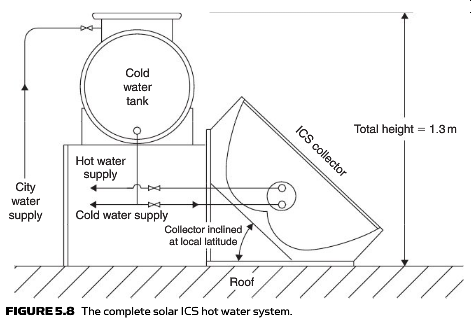 Cold
water
tank
ICS collector
Total height = 1.3 m
Hot water
supply
City
water
supply
Cold water supply
Collector inclined
at local latitude
Roof
FIGURE 5.8 The complete solar ICS hot water system.